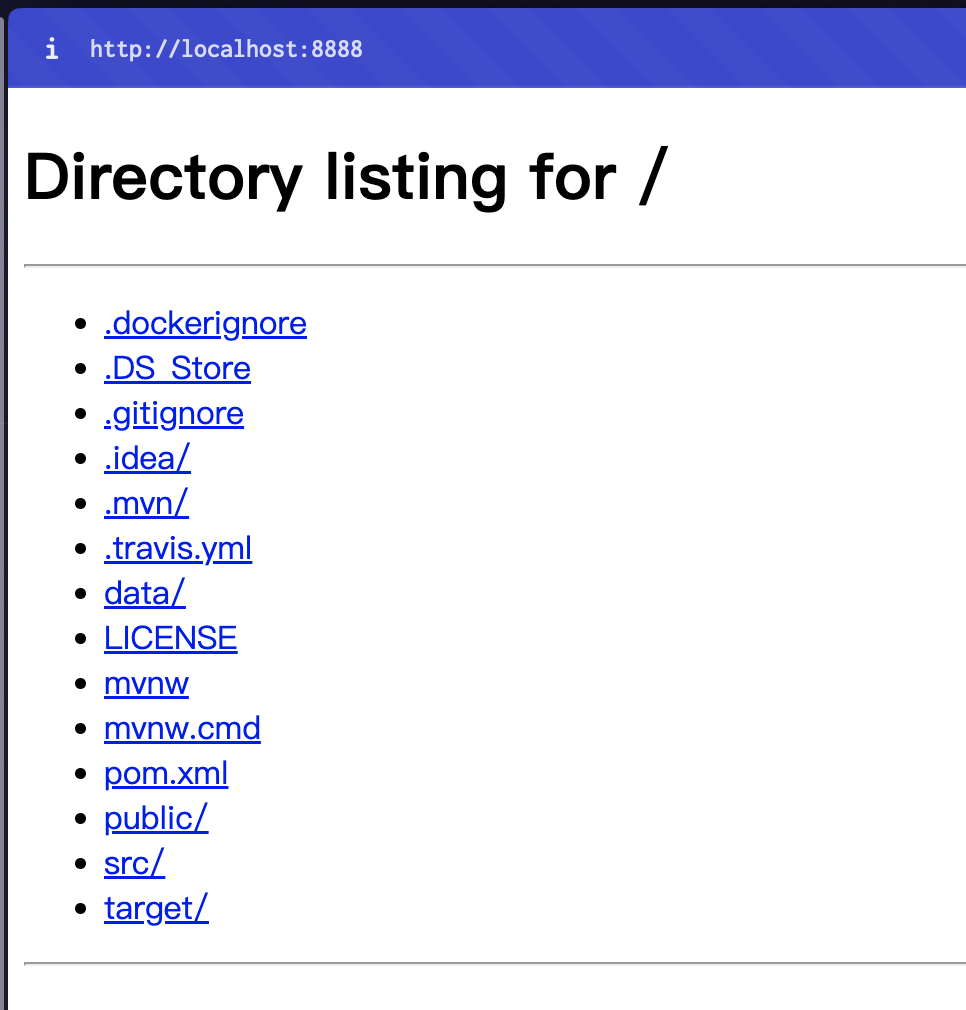 i http://localhost:8888
Directory listing for /
.dockerignore
.DS_Store
.gitignore
.idea/
.mvn/
.travis.yml
data/
LICENSE
mvnw
mvnw.cmd
pom.xml
public/
src/
target/